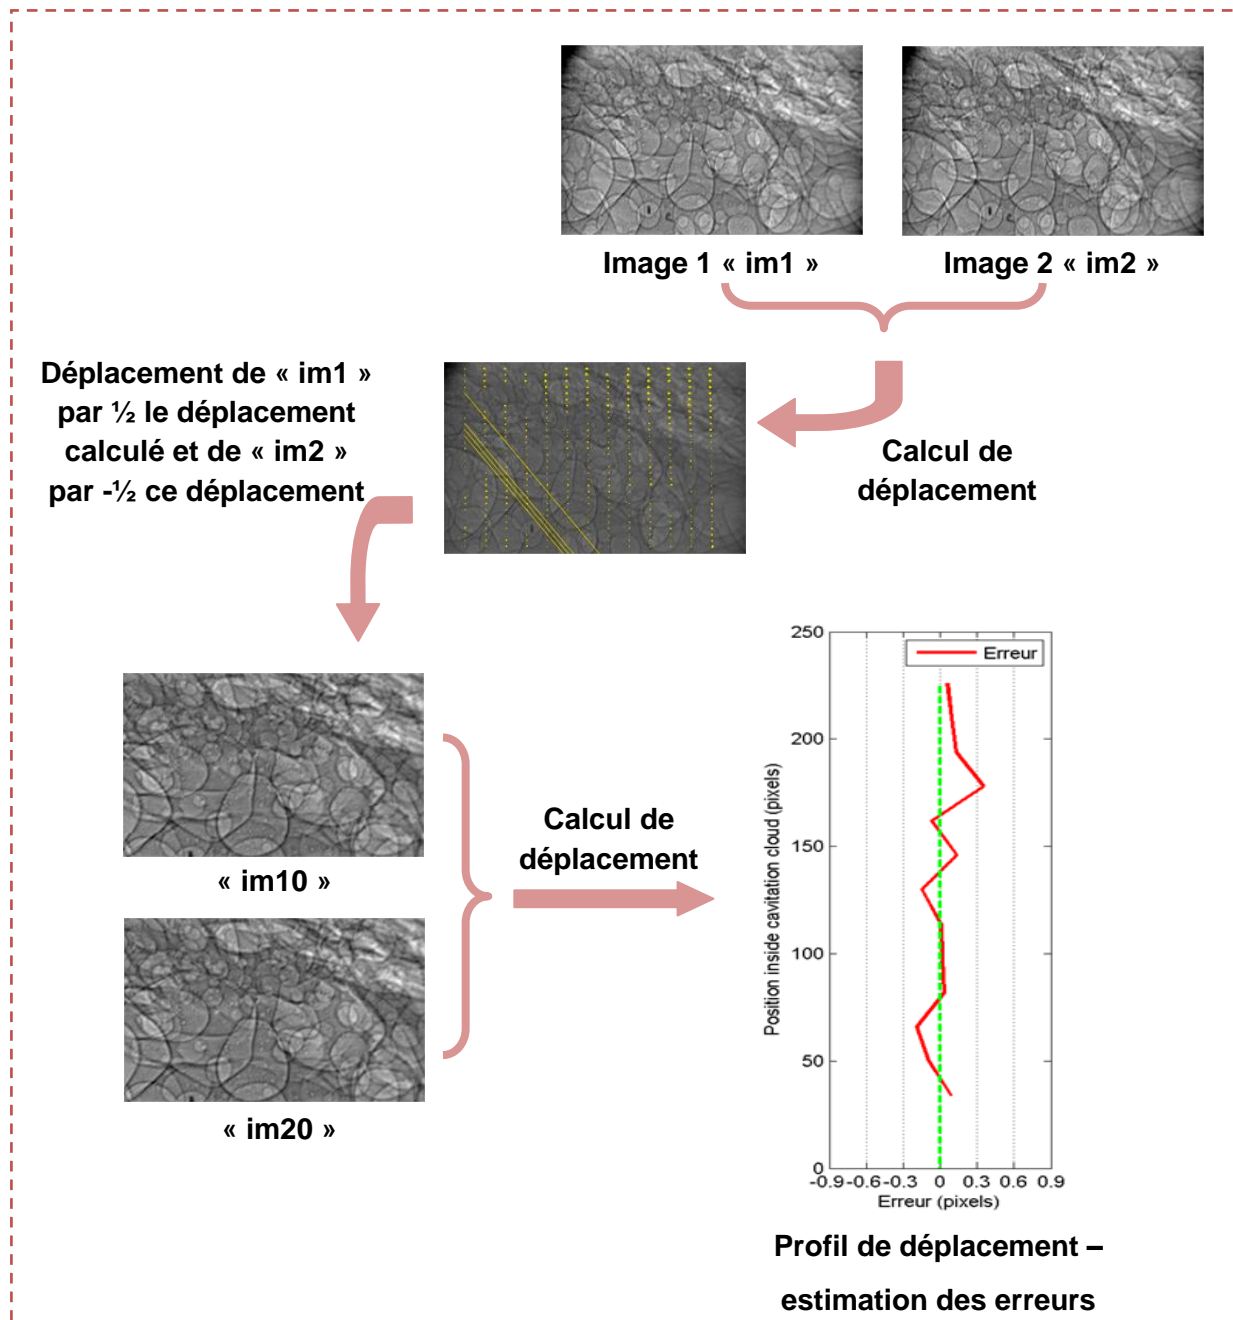 Image 1 « im1 »
Image 2 « im2 »
Déplacement de « im1 »
par ½ le déplacement
calculé et de « im2 »
par -½ ce déplacement
Calcul de
déplacement
« im10 »
« im20 »
Calcul de
déplacement
Erreur
Position inside cavitation cloud (pixels)
250
200
150
100
50
0
-0.9 -0.6 -0.3 0 0.3 0.6 0.9
Erreur (pixels)
Profil de déplacement –
estimation des erreurs